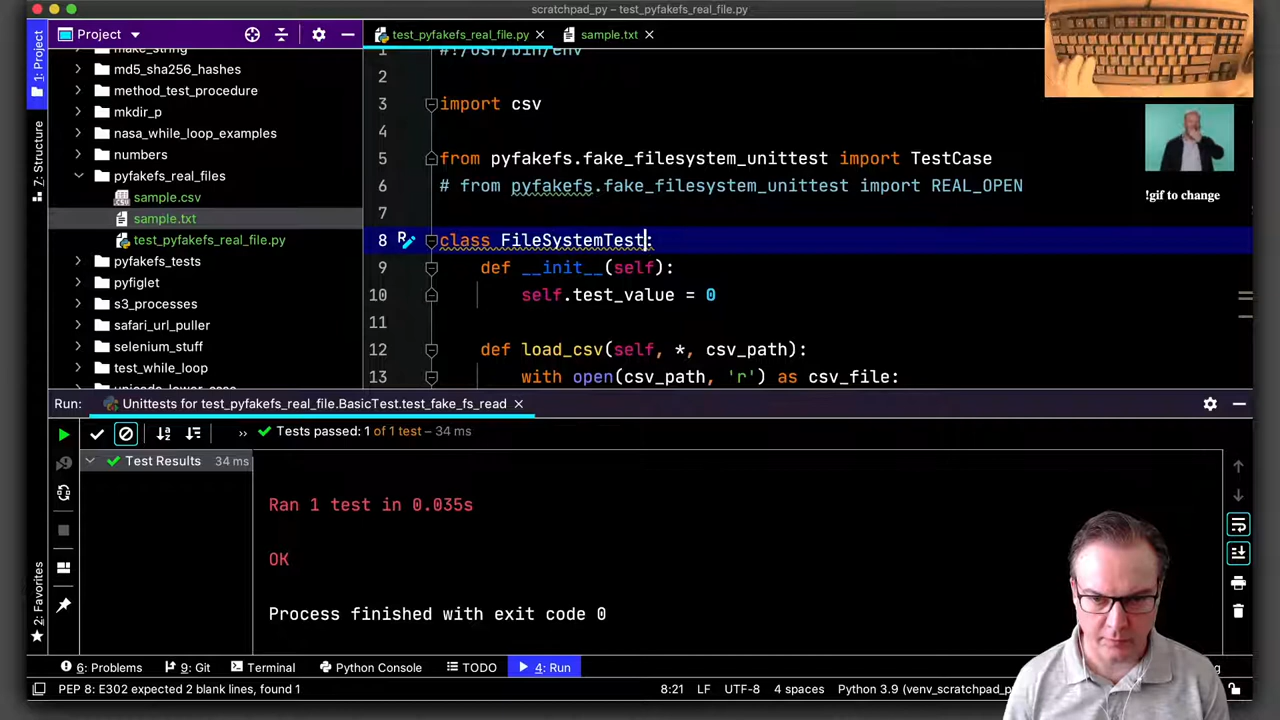 scratchpad_py – test_pyfakefs_real_file.py
1: Project
7: Structure
2: Favorites
Project
make_string
md5_sha256_hashes
method_test_procedure
mkdir_p
nasa_while_loop_examples
numbers
pyfakefs_real_files
sample.csv
sample.txt
test_pyfakefs_real_file.py
pyfakefs_tests
pyfiglet
s3_processes
safari_url_puller
selenium_stuff
test_while_loop
unicode_lower_case
test_pyfakefs_real_file.py
sample.txt
1 #!/usr/bin/env
2
3 import csv
4
5 from pyfakefs.fake_filesystem_unittest import TestCase
6 # from pyfakefs.fake_filesystem_unittest import REAL_OPEN
7
8 class FileSystemTest:
9 def __init__(self):
10 self.test_value = 0
11
12 def load_csv(self, *, csv_path):
13 with open(csv_path, 'r') as csv_file:
!gif to change
Run: Unittests for test_pyfakefs_real_file.BasicTest.test_fake_fs_read
» Tests passed: 1 of 1 test – 34 ms
Test Results 34 ms
Ran 1 test in 0.035s
OK
Process finished with exit code 0
6: Problems 9: Git Terminal Python Console TODO 4: Run
PEP 8: E302 expected 2 blank lines, found 1 8:21 LF UTF-8 4 spaces Python 3.9 (venv_scratchpad_p